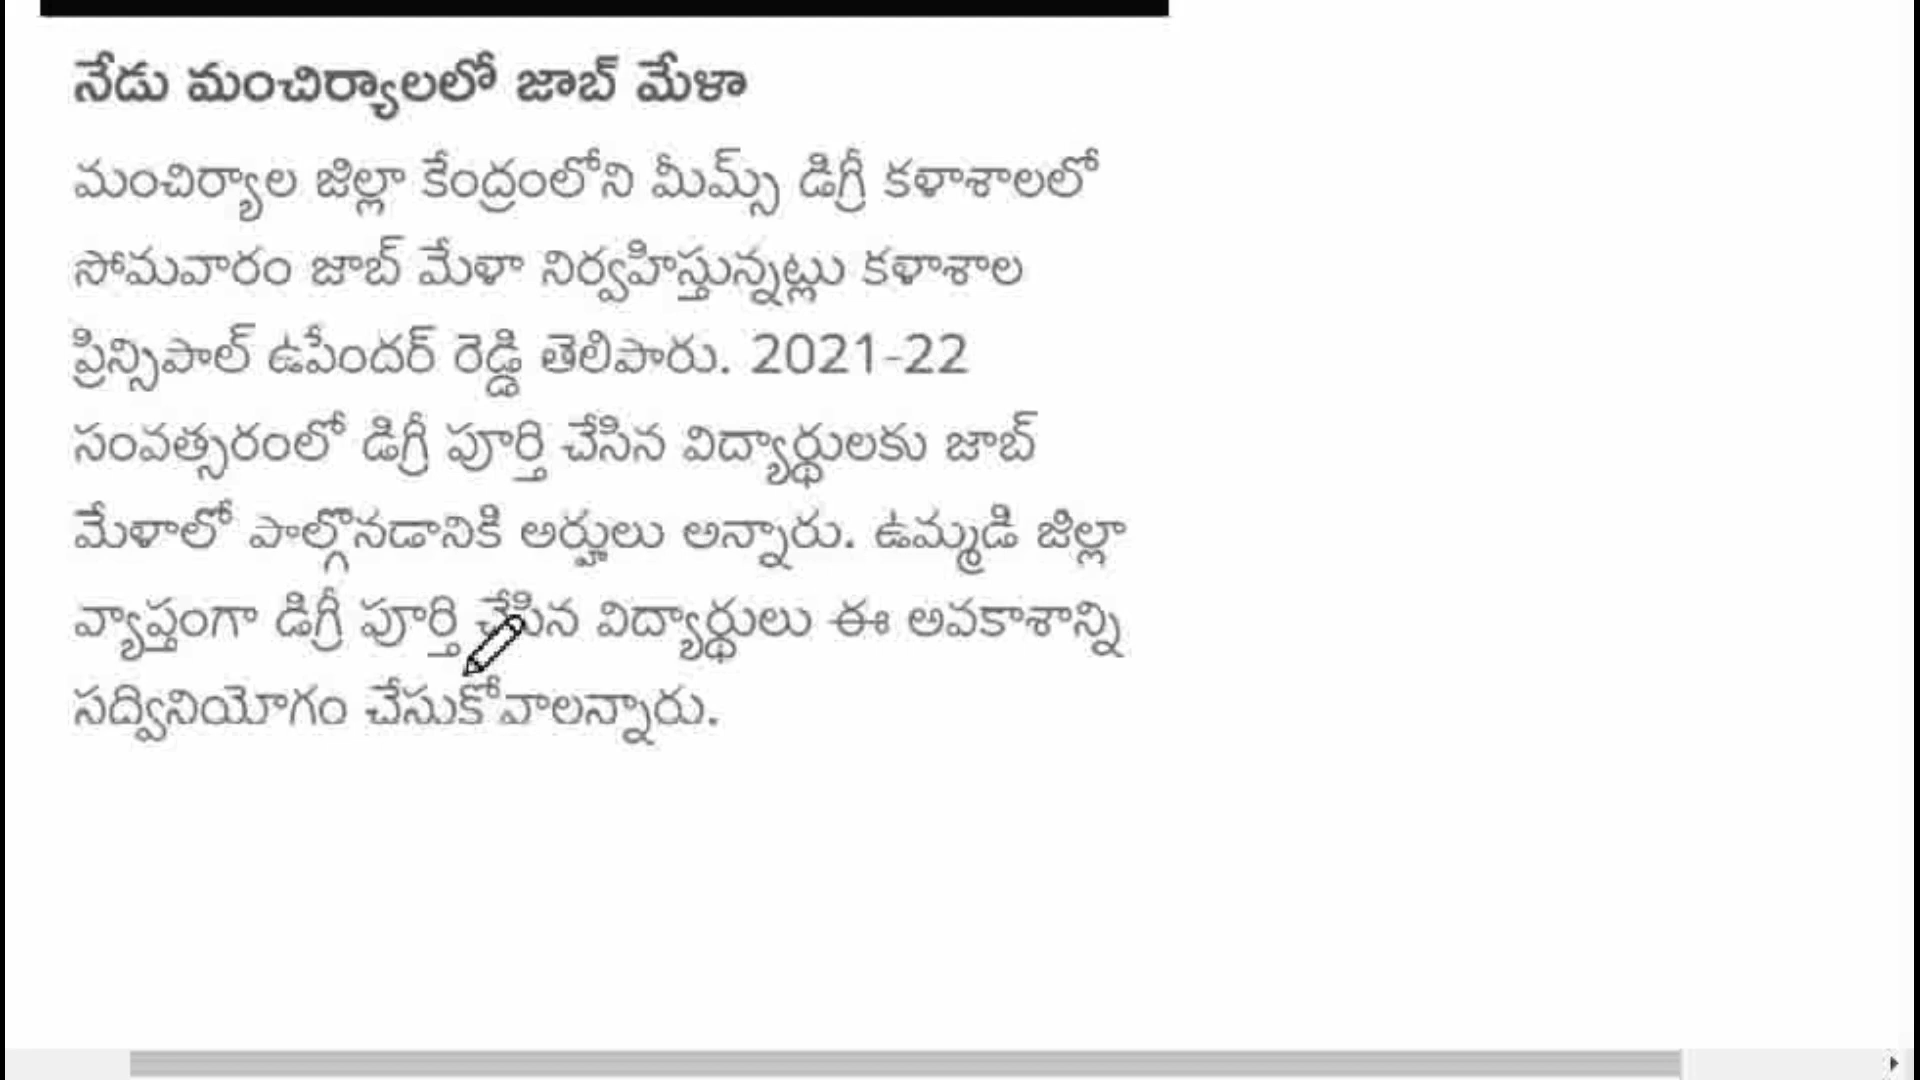 నేడు మంచిర్యాలలో జాబ్ మేళా
మంచిర్యాల జిల్లా కేంద్రంలోని మీమ్స్ డిగ్రీ కళాశాలలో
సోమవారం జాబ్ మేళా నిర్వహిస్తున్నట్లు కళాశాల
ప్రిన్సిపాల్ ఉపేందర్ రెడ్డి తెలిపారు. 2021-22
సంవత్సరంలో డిగ్రీ పూర్తి చేసిన విద్యార్థులకు జాబ్
మేళాలో పాల్గొనడానికి అర్హులు అన్నారు. ఉమ్మడి జిల్లా
వ్యాప్తంగా డిగ్రీ పూర్తి చేసిన విద్యార్థులు ఈ అవకాశాన్ని
సద్వినియోగం చేసుకోవాలన్నారు.